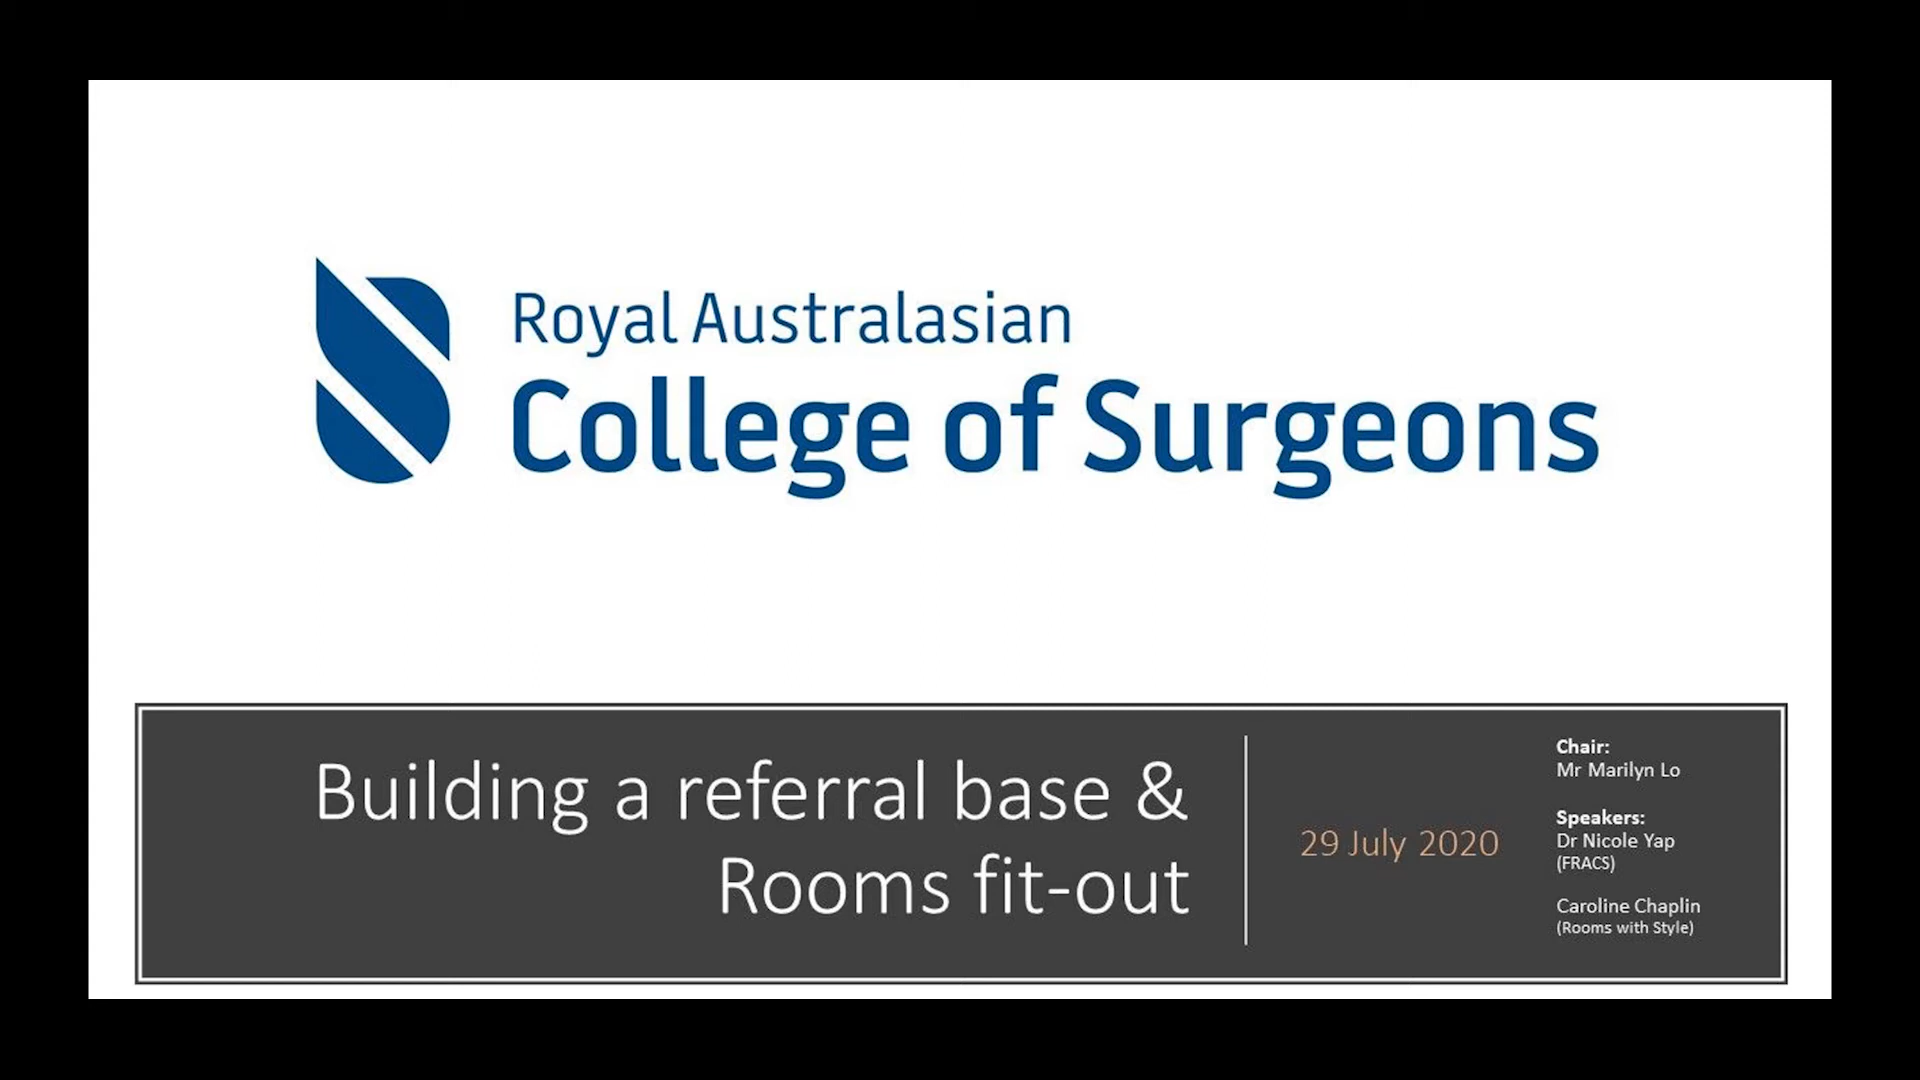 Royal Australasian
College of Surgeons
Building a referral base &
Rooms fit-out
29 July 2020
Chair:
Mr Marilyn Lo
Speakers:
Dr Nicole Yap
(FRACS)
Caroline Chaplin
(Rooms with Style)